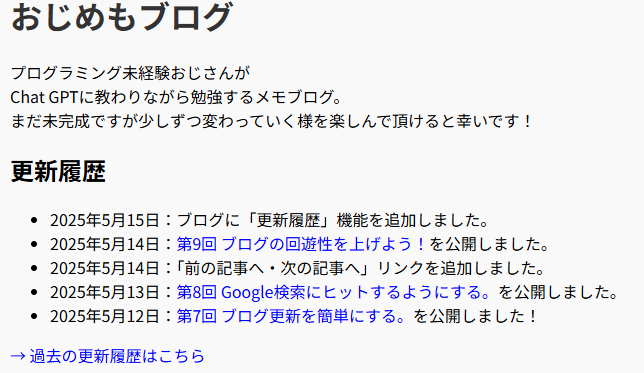 おじめもブログ
プログラミング未経験おじさんが
Chat GPTに教わりながら勉強するメモブログ。
まだ未完成ですが少しずつ変わっていく様を楽しんで頂けると幸いです！
更新履歴
2025年5月15日：ブログに「更新履歴」機能を追加しました。
2025年5月14日：第9回 ブログの回遊性を上げよう！を公開しました。
2025年5月14日：「前の記事へ・次の記事へ」リンクを追加しました。
2025年5月13日：第8回 Google検索にヒットするようにする。を公開しました。
2025年5月12日：第7回 ブログ更新を簡単にする。を公開しました！
→ 過去の更新履歴はこちら